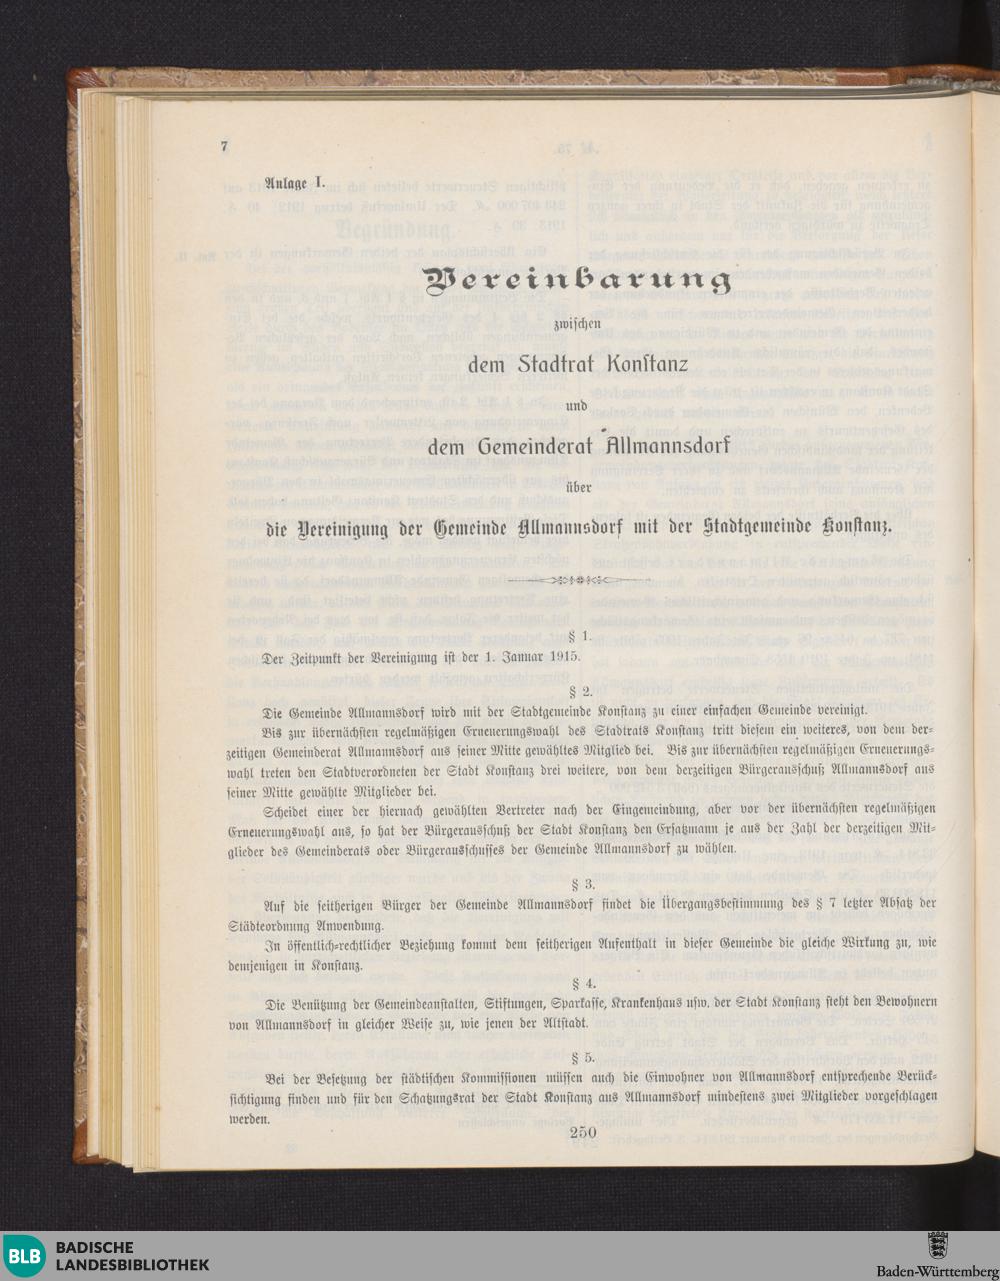 7
Anlage I.
Vereinbarung
zwischen
dem Stadtrat Konstanz
und
dem Gemeinderat Allmannsdorf
über
die Vereinigung der Gemeinde Allmannsdorf mit der Stadtgemeinde Konstanz.
§ 1.
Der Zeitpunkt der Vereinigung ist der 1. Januar 1915.
§ 2.
Die Gemeinde Allmannsdorf wird mit der Stadtgemeinde Konstanz zu einer einfachen Gemeinde vereinigt.
Bis zur übernächsten regelmäßigen Erneuerungswahl des Stadtrats Konstanz tritt diesem ein weiteres, von dem der-
zeitigen Gemeinderat Allmannsdorf aus seiner Mitte gewähltes Mitglied bei. Bis zur übernächsten regelmäßigen Erneuerungs-
wahl treten den Stadtverordneten der Stadt Konstanz drei weitere, von dem derzeitigen Bürgerausschuß Allmannsdorf aus
seiner Mitte gewählte Mitglieder bei.
Scheidet einer der hiernach gewählten Vertreter nach der Eingemeindung, aber vor der übernächsten regelmäßigen
Erneuerungswahl aus, so hat der Bürgerausschuß der Stadt Konstanz den Ersatzmann je aus der Zahl der derzeitigen Mit-
glieder des Gemeinderats oder Bürgerausschusses der Gemeinde Allmannsdorf zu wählen.
§ 3.
Auf die seitherigen Bürger der Gemeinde Allmannsdorf findet die Übergangsbestimmung des § 7 letzter Absatz der
Städteordnung Anwendung.
In öffentlich-rechtlicher Beziehung kommt dem seitherigen Aufenthalt in dieser Gemeinde die gleiche Wirkung zu, wie
demjenigen in Konstanz.
§ 4.
Die Benützung der Gemeindeanstalten, Stiftungen, Sparkasse, Krankenhaus usw. der Stadt Konstanz steht den Bewohnern
von Allmannsdorf in gleicher Weise zu, wie jenen der Altstadt.
§ 5.
Bei der Besetzung der städtischen Kommissionen müssen auch die Einwohner von Allmannsdorf entsprechende Berück-
sichtigung finden und für den Schatzungsrat der Stadt Konstanz aus Allmannsdorf mindestens zwei Mitglieder vorgeschlagen
werden.
250
BLB
BADISCHE
LANDESBIBLIOTHEK
Baden-Württemberg